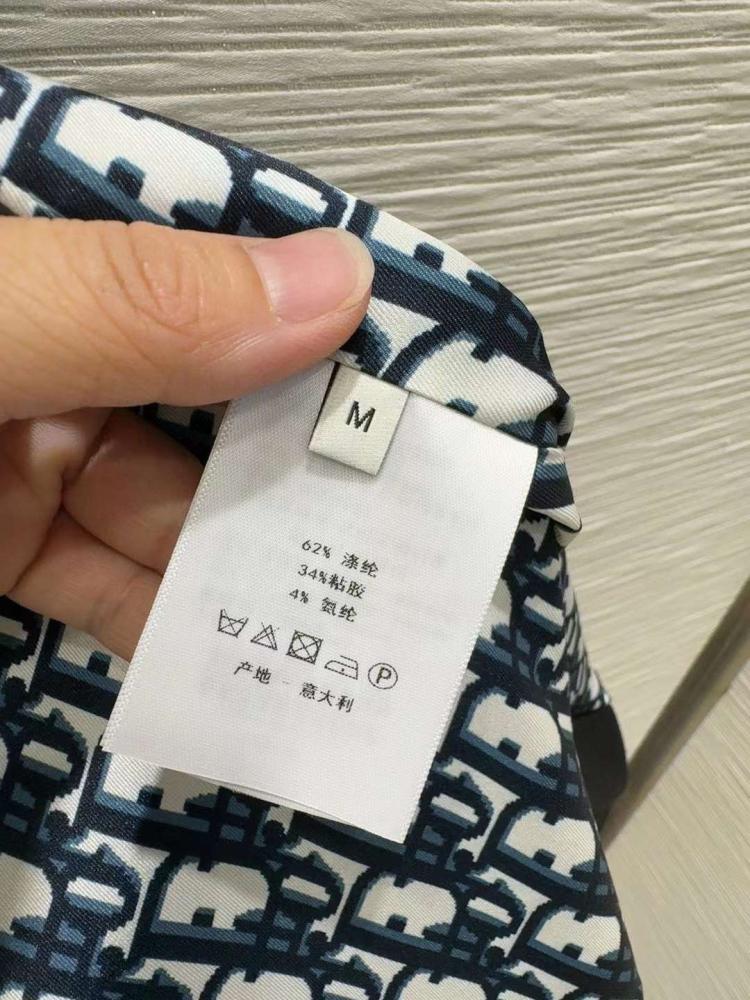 M
62% 涤纶
34%粘胶
4% 氨纶
P
产地 - 意大利